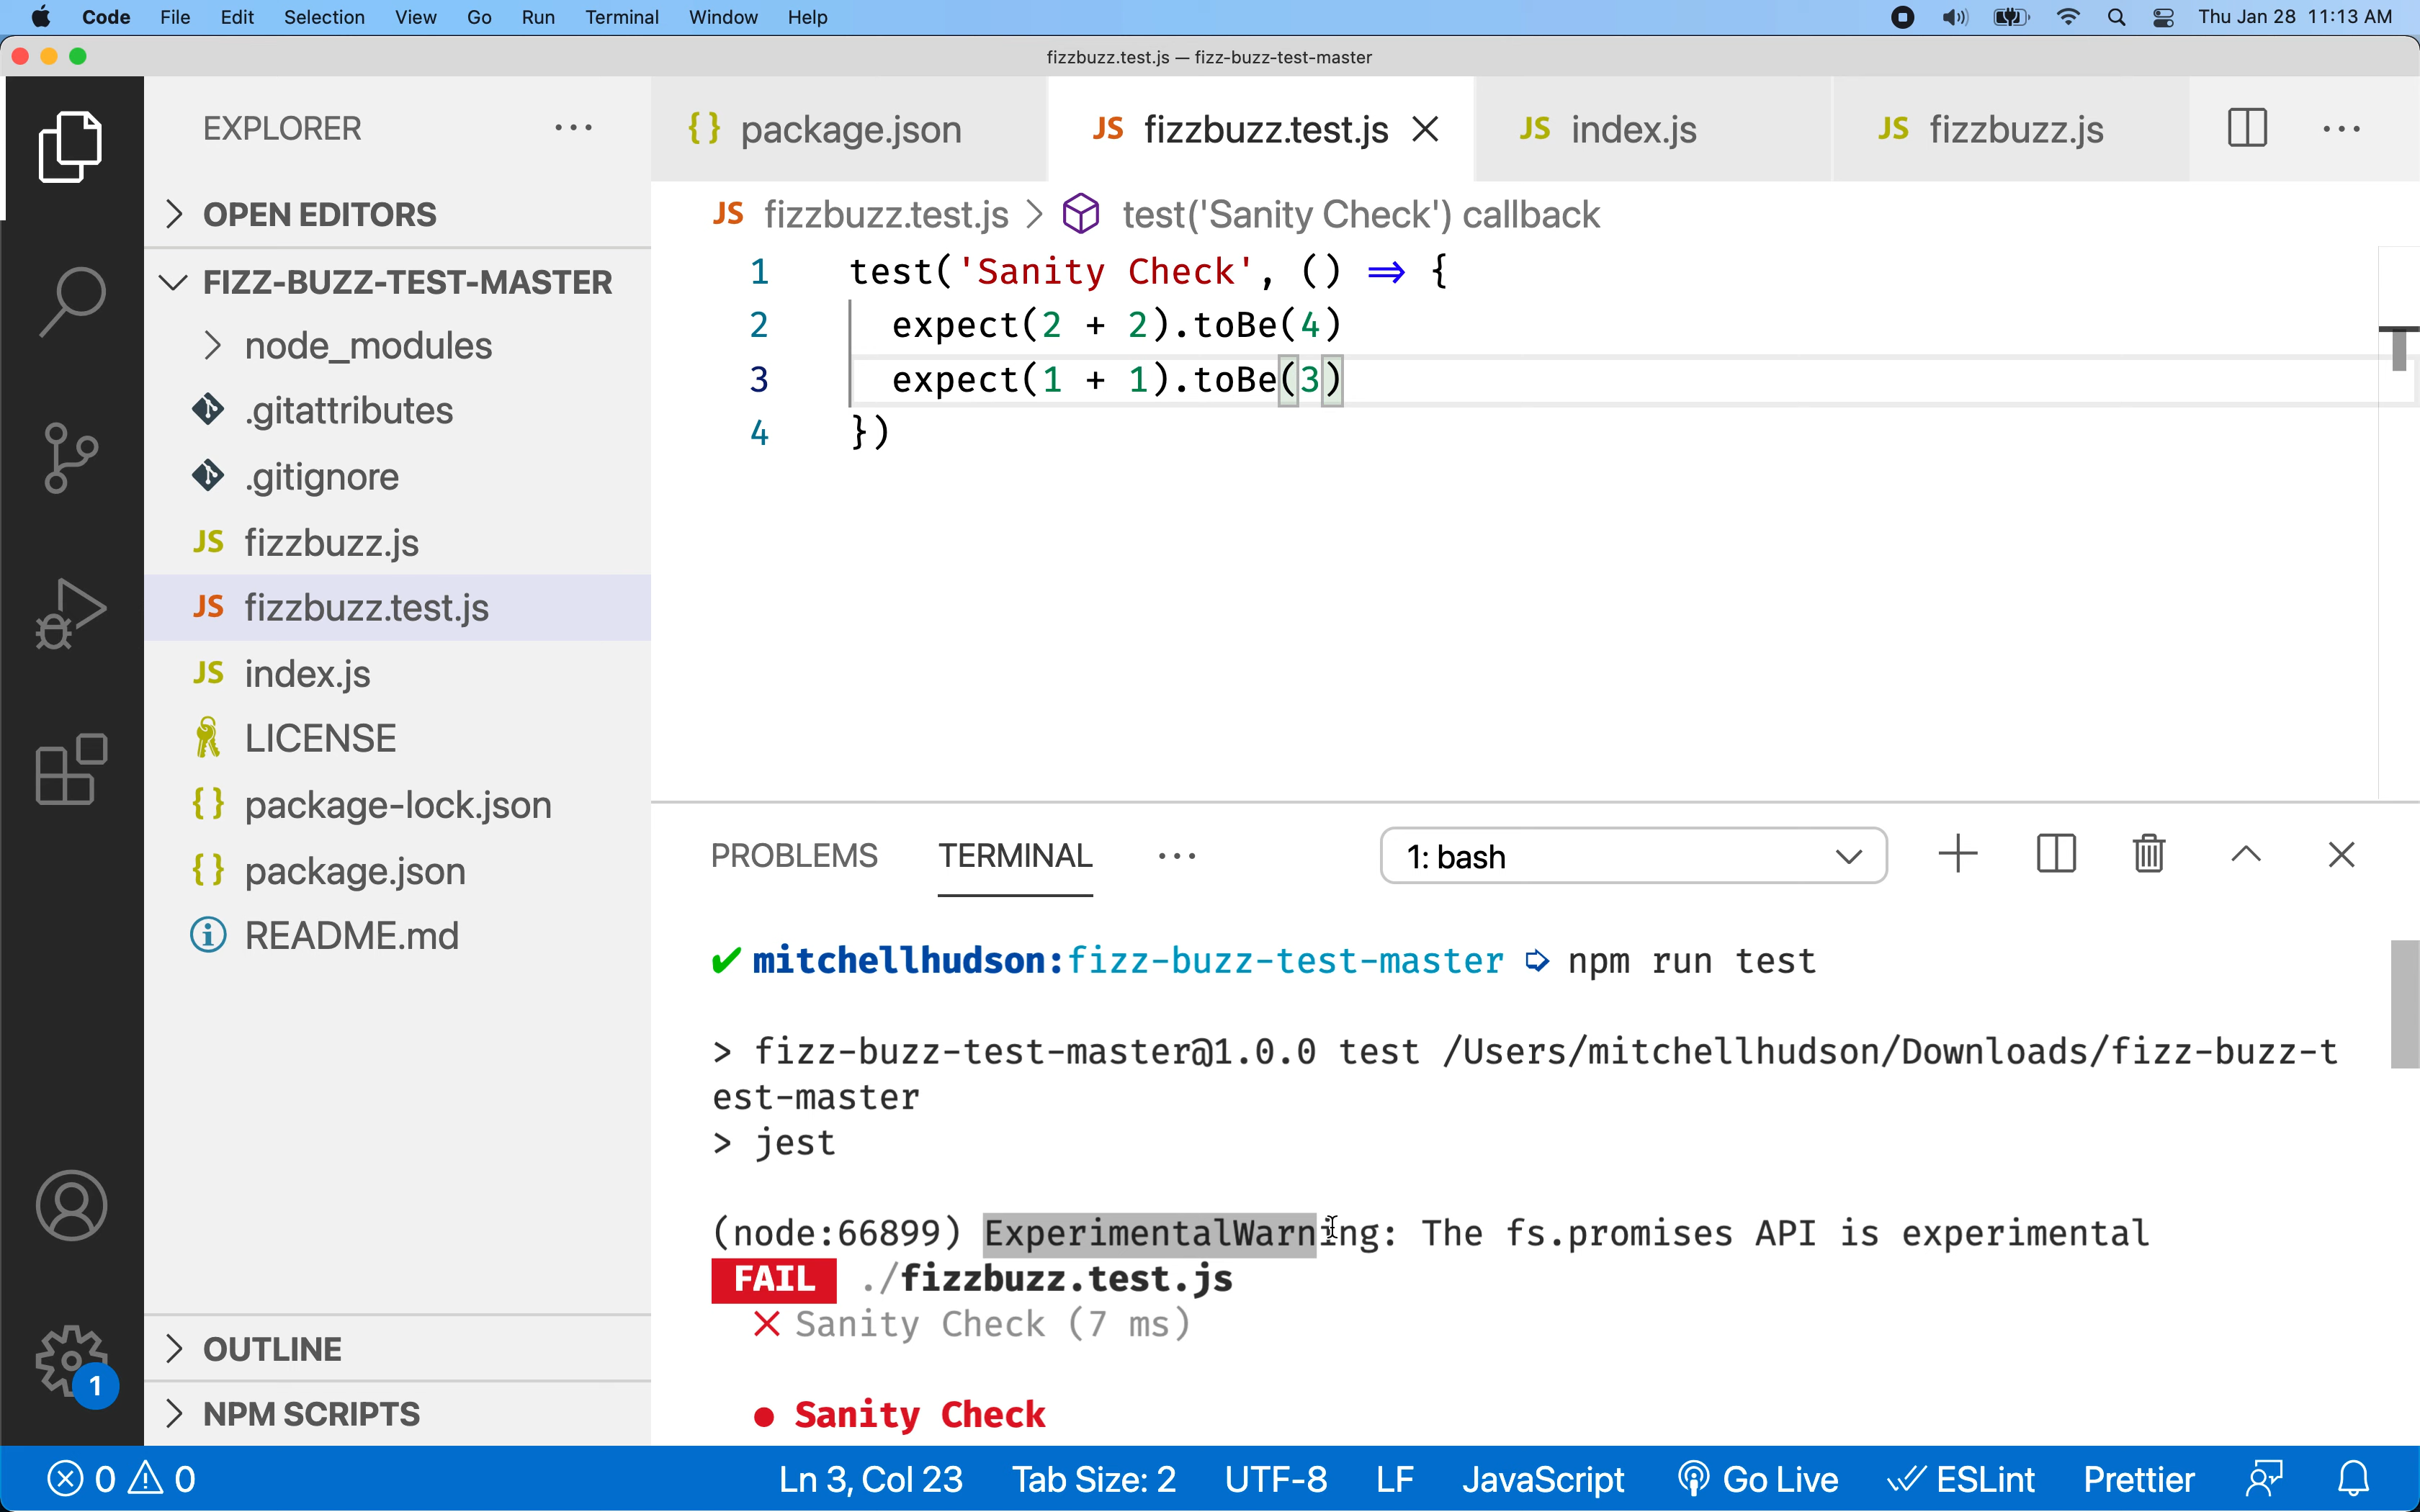 Code File Edit Selection View Go Run Terminal Window Help Thu Jan 28 11:13 AM
fizzbuzz.test.js — fizz-buzz-test-master
EXPLORER
OPEN EDITORS
FIZZ-BUZZ-TEST-MASTER
node_modules
.gitattributes
.gitignore
JS fizzbuzz.js
JS fizzbuzz.test.js
JS index.js
LICENSE
{} package-lock.json
{} package.json
README.md
OUTLINE
NPM SCRIPTS
1
{} package.json JS fizzbuzz.test.js JS index.js JS fizzbuzz.js
JS fizzbuzz.test.js > test('Sanity Check') callback
1 test('Sanity Check', () ⇒ {
2 expect(2 + 2).toBe(4)
3 expect(1 + 1).toBe(3)
4 })
PROBLEMS TERMINAL ··· 1: bash
✔ mitchellhudson:fizz-buzz-test-master ➪ npm run test
> fizz-buzz-test-master@1.0.0 test /Users/mitchellhudson/Downloads/fizz-buzz-t
est-master
> jest
(node:66899) ExperimentalWarning: The fs.promises API is experimental
FAIL ./fizzbuzz.test.js
✕ Sanity Check (7 ms)
● Sanity Check
0 0 Ln 3, Col 23 Tab Size: 2 UTF-8 LF JavaScript Go Live ESLint Prettier